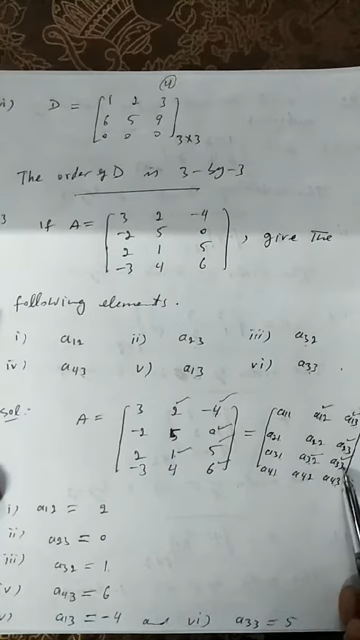 4
i) D = [ 1 2 3
6 5 9
0 0 0 ] 3×3
The order of D is 3-by-3
3 if A = [ 3 2 -4
-2 5 0
2 1 5
-3 4 6 ] , give The
following elements.
i) a12 ii) a23 iii) a32
iv) a43 v) a13 vi) a33 .
Sol:- A = [ 3 2 -4
-2 5 0
2 1 5
-3 4 6 ] = [ a11 a12 a13
a21 a22 a23
a31 a32 a33
a41 a42 a43
i) a12 = 2
ii) a23 = 0
iii) a32 = 1
iv) a43 = 6
v) a13 = -4 and vi) a33 = 5